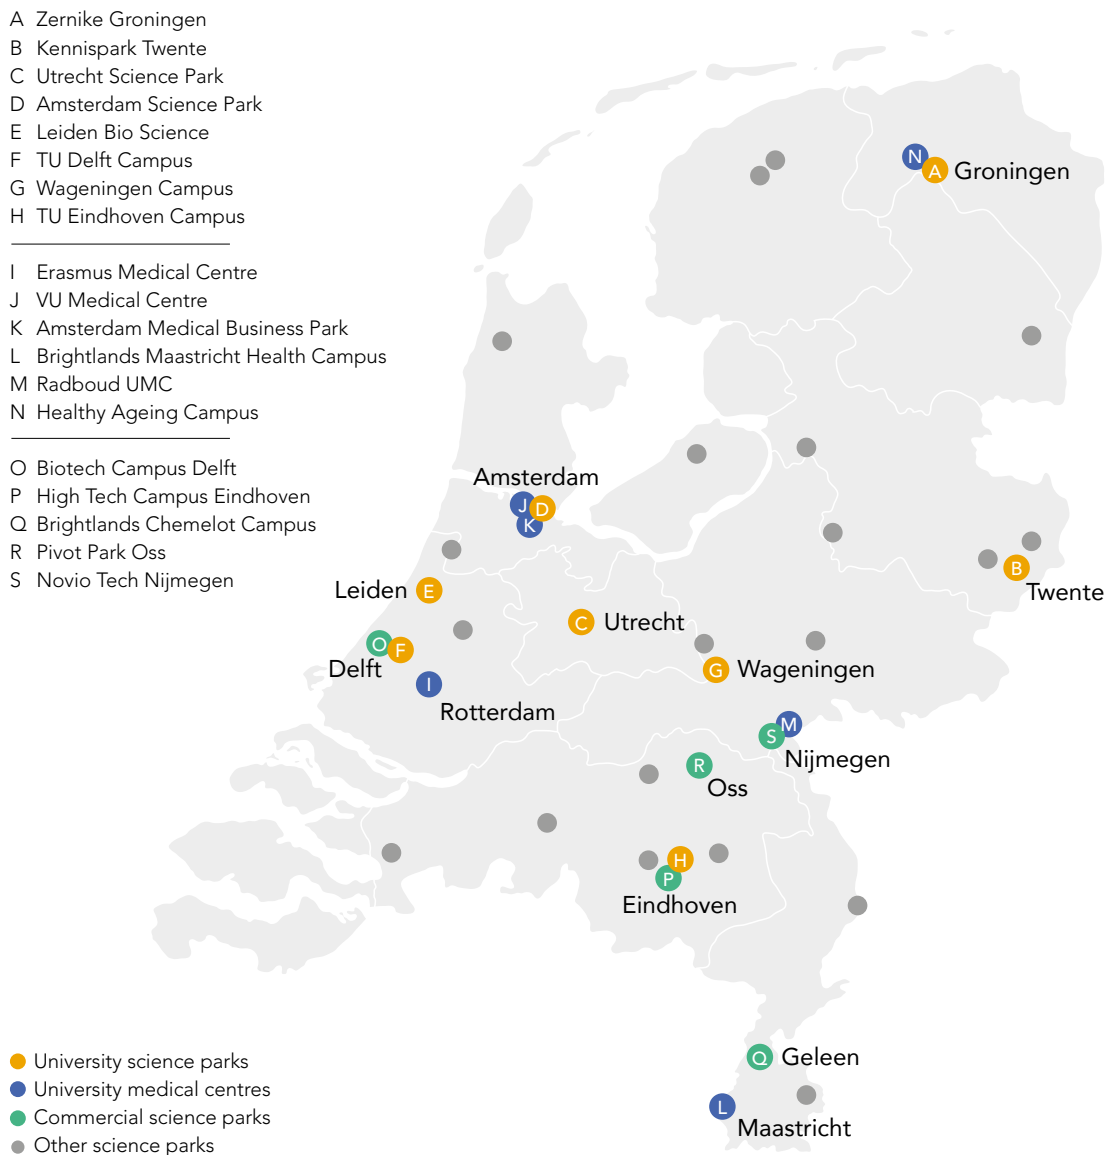 A Zernike Groningen
B Kennispark Twente
C Utrecht Science Park
D Amsterdam Science Park
E Leiden Bio Science
F TU Delft Campus
G Wageningen Campus
H TU Eindhoven Campus
I Erasmus Medical Centre
J VU Medical Centre
K Amsterdam Medical Business Park
L Brightlands Maastricht Health Campus
M Radboud UMC
N Healthy Ageing Campus
O Biotech Campus Delft
P High Tech Campus Eindhoven
Q Brightlands Chemelot Campus
R Pivot Park Oss
S Novio Tech Nijmegen
N
A Groningen
Amsterdam
J D
K
B
Twente
Leiden E
C Utrecht
O F
Delft
G Wageningen
I
Rotterdam
M
S
Nijmegen
R
Oss
H
P
Eindhoven
Q Geleen
L
Maastricht
University science parks
University medical centres
Commercial science parks
Other science parks